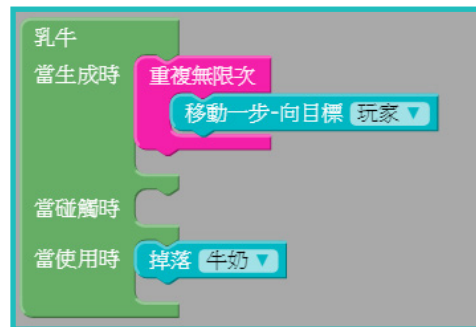 乳牛
當生成時 重複無限次
移動一步-向目標 玩家
當碰觸時
當使用時 掉落 牛奶